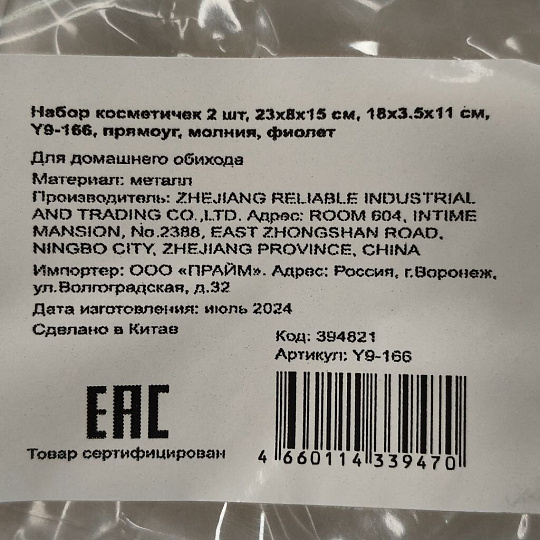 Набор косметичек 2 шт, 23x8x15 см, 18x3.5x11 см,
Y9-166, прямоуг, молния, фиолет
Для домашнего обихода
Материал: металл
Производитель: ZHEJIANG RELIABLE INDUSTRIAL
AND TRADING CO.,LTD. Адрес: ROOM 604, INTIME
MANSION, No.2388, EAST ZHONGSHAN ROAD,
NINGBO CITY, ZHEJIANG PROVINCE, CHINA
Импортер: ООО «ПРАЙМ». Адрес: Россия, г.Воронеж,
ул.Волгоградская, д.32
Дата изготовления: июль 2024
Сделано в Китае
Код: 394821
Артикул: Y9-166
EAC
Товар сертифицирован
4 660114 339470